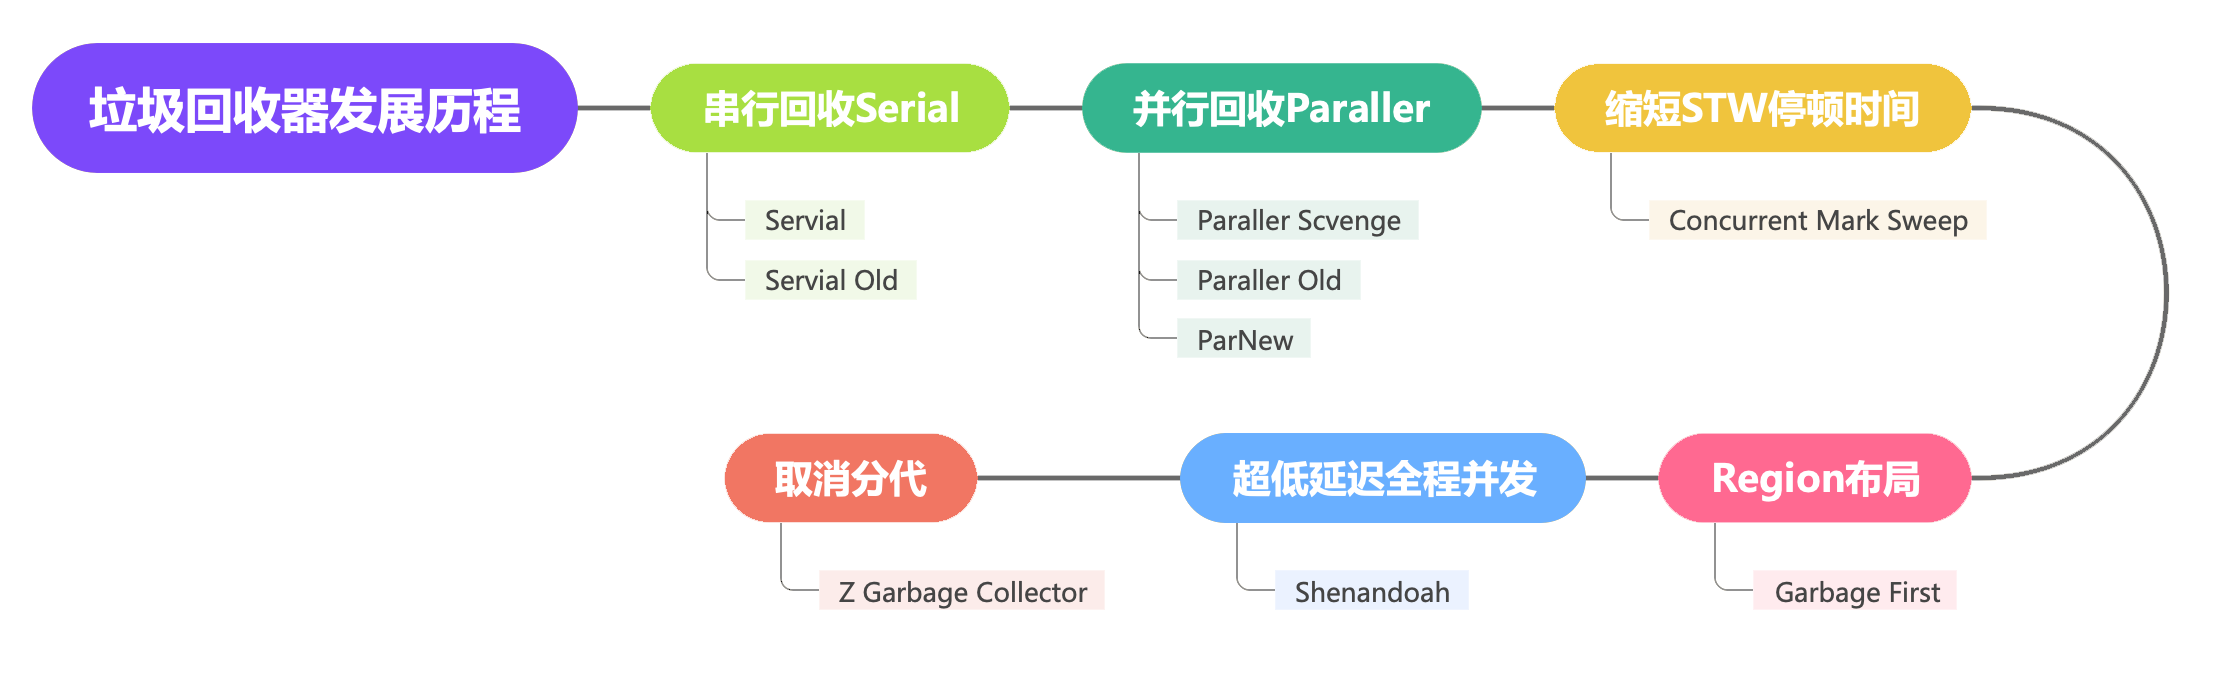 垃圾回收器发展历程
串行回收Serial
Servial
Servial Old
并行回收Paraller
Paraller Scvenge
Paraller Old
ParNew
缩短STW停顿时间
Concurrent Mark Sweep
Region布局
Garbage First
超低延迟全程并发
Shenandoah
取消分代
Z Garbage Collector